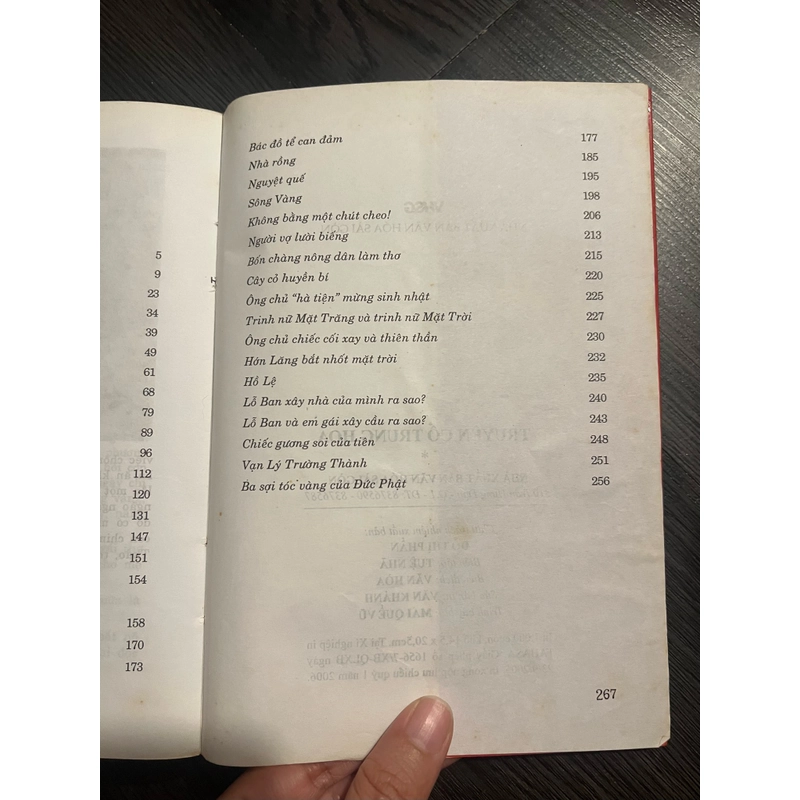 5
9
23
34
39
49
61
68
79
89
96
112
120
131
147
151
154
158
170
173
Bác đồ tể can đảm 177
Nhà rồng 185
Nguyệt quế 195
Sông Vàng 198
Không bằng một chút cheo! 206
Người vợ lười biếng 213
Bốn chàng nông dân làm thơ 215
Cây cỏ huyền bí 220
Ông chủ “hà tiện” mừng sinh nhật 225
Trinh nữ Mặt Trăng và trinh nữ Mặt Trời 227
Ông chủ chiếc cối xay và thiên thần 230
Hớn Lăng bắt nhốt mặt trời 232
Hồ Lệ 235
Lỗ Ban xây nhà của mình ra sao? 240
Lỗ Ban và em gái xây cầu ra sao? 243
Chiếc gương soi của tiên 248
Vạn Lý Trường Thành 251
Ba sợi tóc vàng của Đức Phật 256
267